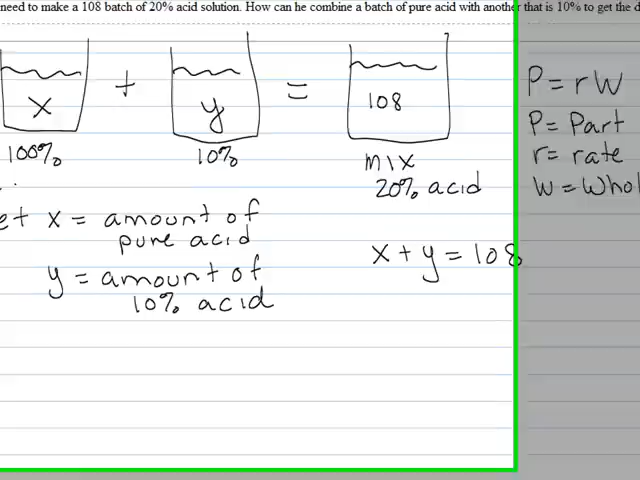 need to make a 108 batch of 20% acid solution. How can he combine a batch of pure acid with another that is 10% to get the d
x + y = 108
100% 10% mix
20% acid
P = rW
P = Part
r = rate
W = Whol
et x = amount of
pure acid
y = amount of
10% acid
x + y = 108